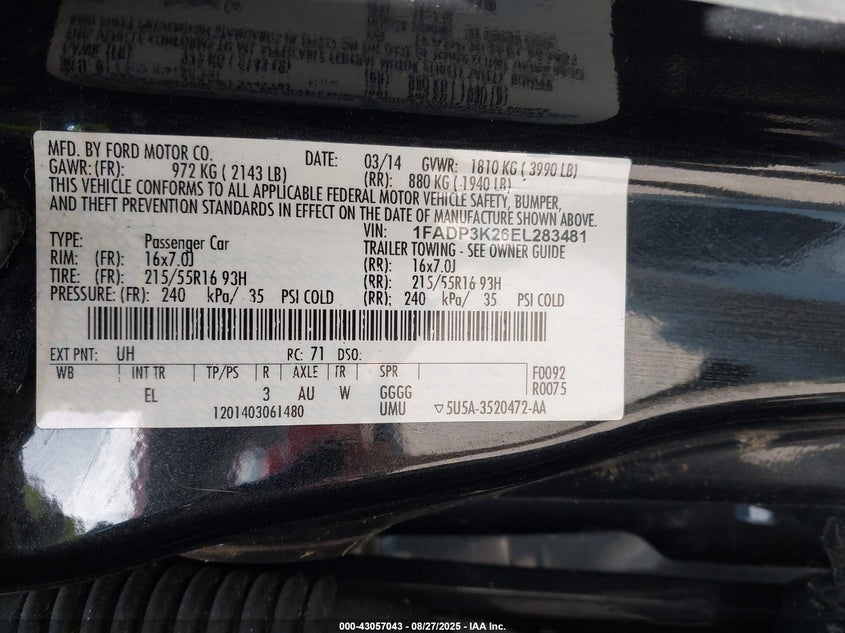 MFD. BY FORD MOTOR CO. DATE: 03/14 GVWR: 1810 KG ( 3990 LB)
GAWR: (FR): 972 KG ( 2143 LB) (RR): 880 KG ( 1940 LB)
THIS VEHICLE CONFORMS TO ALL APPLICABLE FEDERAL MOTOR VEHICLE SAFETY, BUMPER,
AND THEFT PREVENTION STANDARDS IN EFFECT ON THE DATE OF MANUFACTURE SHOWN ABOVE.
VIN: 1FADP3K26EL283481
TYPE: Passenger Car TRAILER TOWING - SEE OWNER GUIDE
RIM: (FR): 16x7.0J (RR): 16x7.0J
TIRE: (FR): 215/55R16 93H (RR): 215/55R16 93H
PRESSURE: (FR): 240 kPa/ 35 PSI COLD (RR): 240 kPa/ 35 PSI COLD
EXT PNT: UH RC: 71 DSO:
WB INT TR TP/PS R AXLE TR SPR F0092
EL 3 AU W GGGG R0075
1201403061480 UMU ▽5U5A-3520472-AA
000-43057043 / 08/27/2025 - IAA Inc.